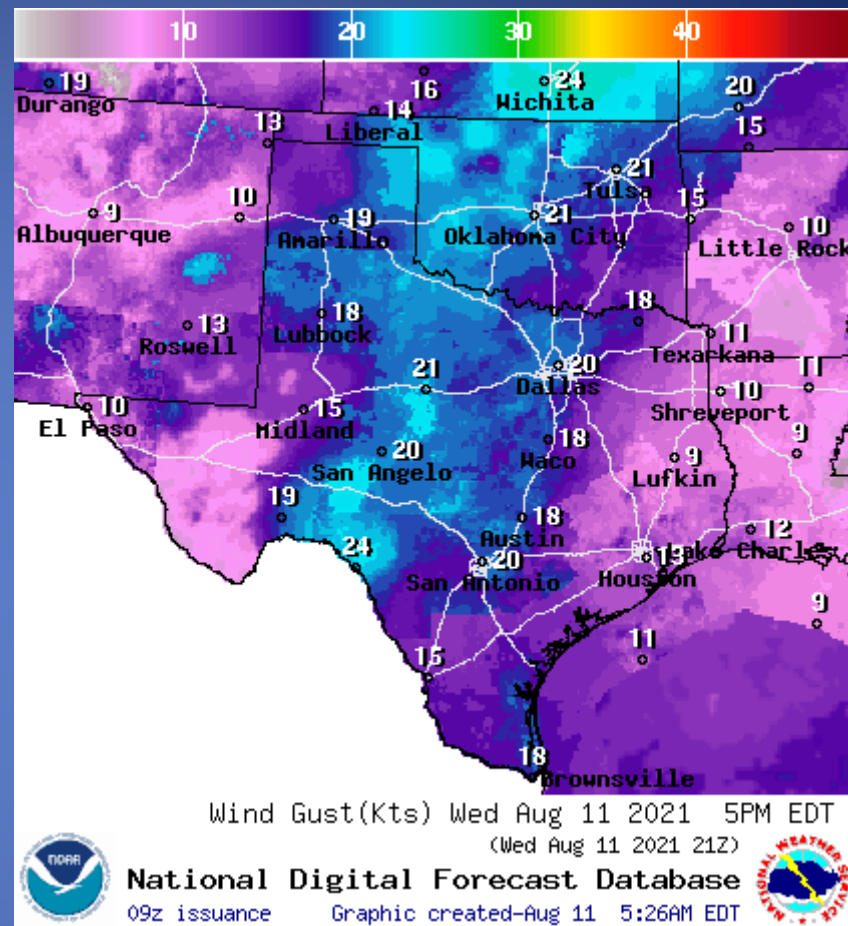 10 20 30 40
19 16 24 20
Durango Wichita
14
Liberal
13 15
21
Tulsa
9 10 19 21 15 10
Albuquerque Amarillo Oklahoma City Little Rock
13 18 18 11
Roswell Lubbock Texarkana
20
Dallas
10 15 21 10 11
El Paso Midland Shreveport
20 18 9 9
San Angelo Waco Lufkin
19 18 12
Austin
24 20 13 Lake Charles
San Antonio Houston
9
15 11
18
Brownsville
Wind Gust(Kts) Wed Aug 11 2021 5PM EDT
(Wed Aug 11 2021 21Z)
National Digital Forecast Database
09z issuance Graphic created-Aug 11 5:26AM EDT
NOAA
NATIONAL WEATHER SERVICE